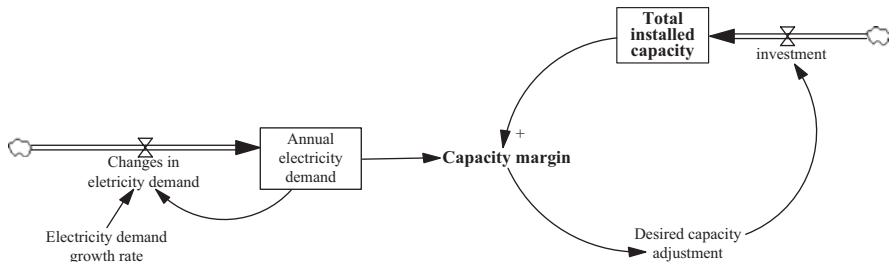 Total
installed
capacity
investment
+
Annual
electricity
demand
Changes in
eletricity demand
Capacity margin
Electricity demand
growth rate
Desired capacity
adjustment